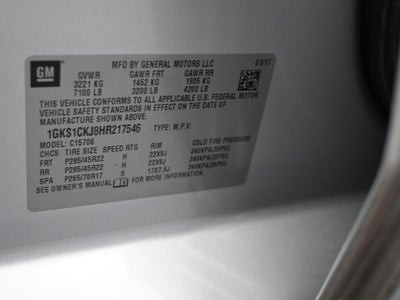 GM
MFD BY GENERAL MOTORS LLC 01/17
GVWR GAWR FRT GAWR RR
3221 KG 1452 KG 1905 KG
7100 LB 3200 LB 4200 LB
THIS VEHICLE CONFORMS TO ALL APPLICABLE U.S. FEDERAL MOTOR
VEHICLE SAFETY STANDARDS IN EFFECT ON THE DATE OF
MANUFACTURE SHOWN ABOVE.
1GKS1CKJ8HR217546 TYPE: M.P.V.
MODEL: C15706
CHCS TIRE SIZE SPEED RTG RIM COLD TIRE PRESSURE
FRT P285/45R22 H 22X9J 240KPA(35PSI)
RR P285/45R22 H 22X9J 240KPA(35PSI)
SPA P265/70R17 S 17X7.5J 240KPA(35PSI)
SEE OWNER'S MANUAL FOR MORE INFORMATION